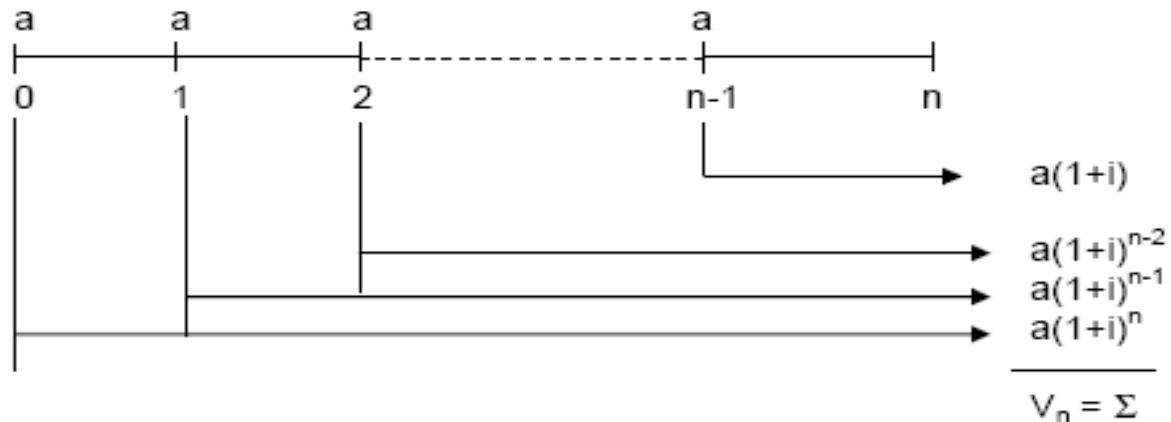 a a a a
0 1 2 n-1 n
a(1+i)
a(1+i)^n-2
a(1+i)^n-1
a(1+i)^n
V_n = Σ